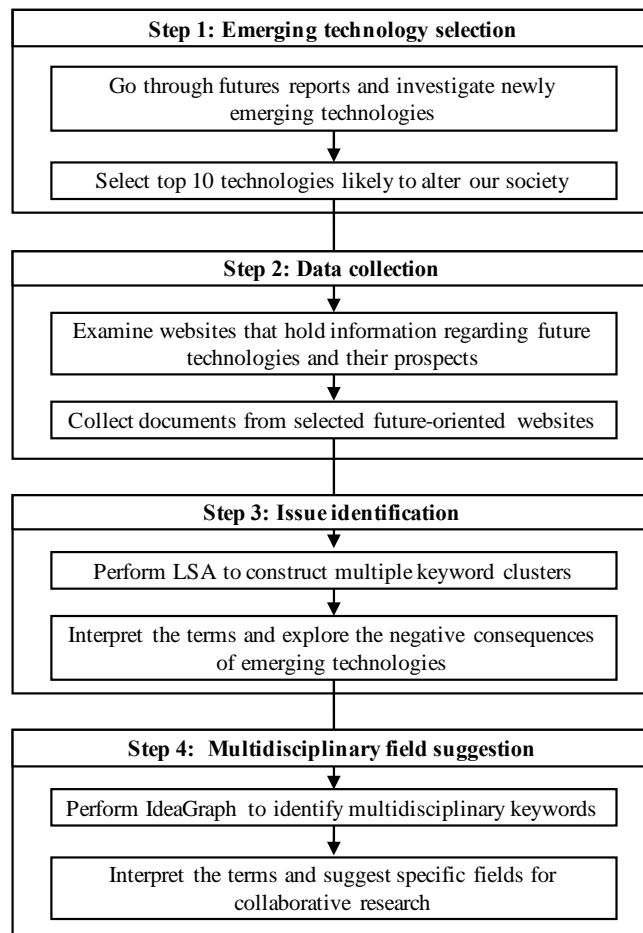 Step 1: Emerging technology selection
Go through futures reports and investigate newly
emerging technologies
Select top 10 technologies likely to alter our society
Step 2: Data collection
Examine websites that hold information regarding future
technologies and their prospects
Collect documents from selected future-oriented websites
Step 3: Issue identification
Perform LSA to construct multiple keyword clusters
Interpret the terms and explore the negative consequences
of emerging technologies
Step 4: Multidisciplinary field suggestion
Perform IdeaGraph to identify multidisciplinary keywords
Interpret the terms and suggest specific fields for
collaborative research